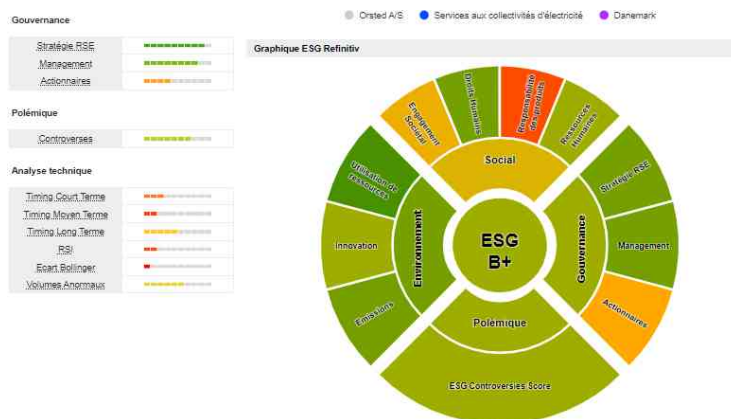 Gouvernance
Stratégie RSE
Management
Actionnaires
Polémique
Controverses
Analyse technique
Timing Court Terme
Timing Moyen Terme
Timing Long Terme
RSI
Ecart Bollinger
Volumes Anormaux
Orsted A/S
Services aux collectivités d'électricité
Danemark
Graphique ESG Refinitiv
Engagement
Sociétal
Droits Humains
Responsabilité
des produits
Ressources
Humaines
Social
Utilisation de
ressources
Innovation
Emissions
Environnement
ESG
B+
Gouvernance
Stratégie RSE
Management
Actionnaires
Polémique
ESG Controversies Score